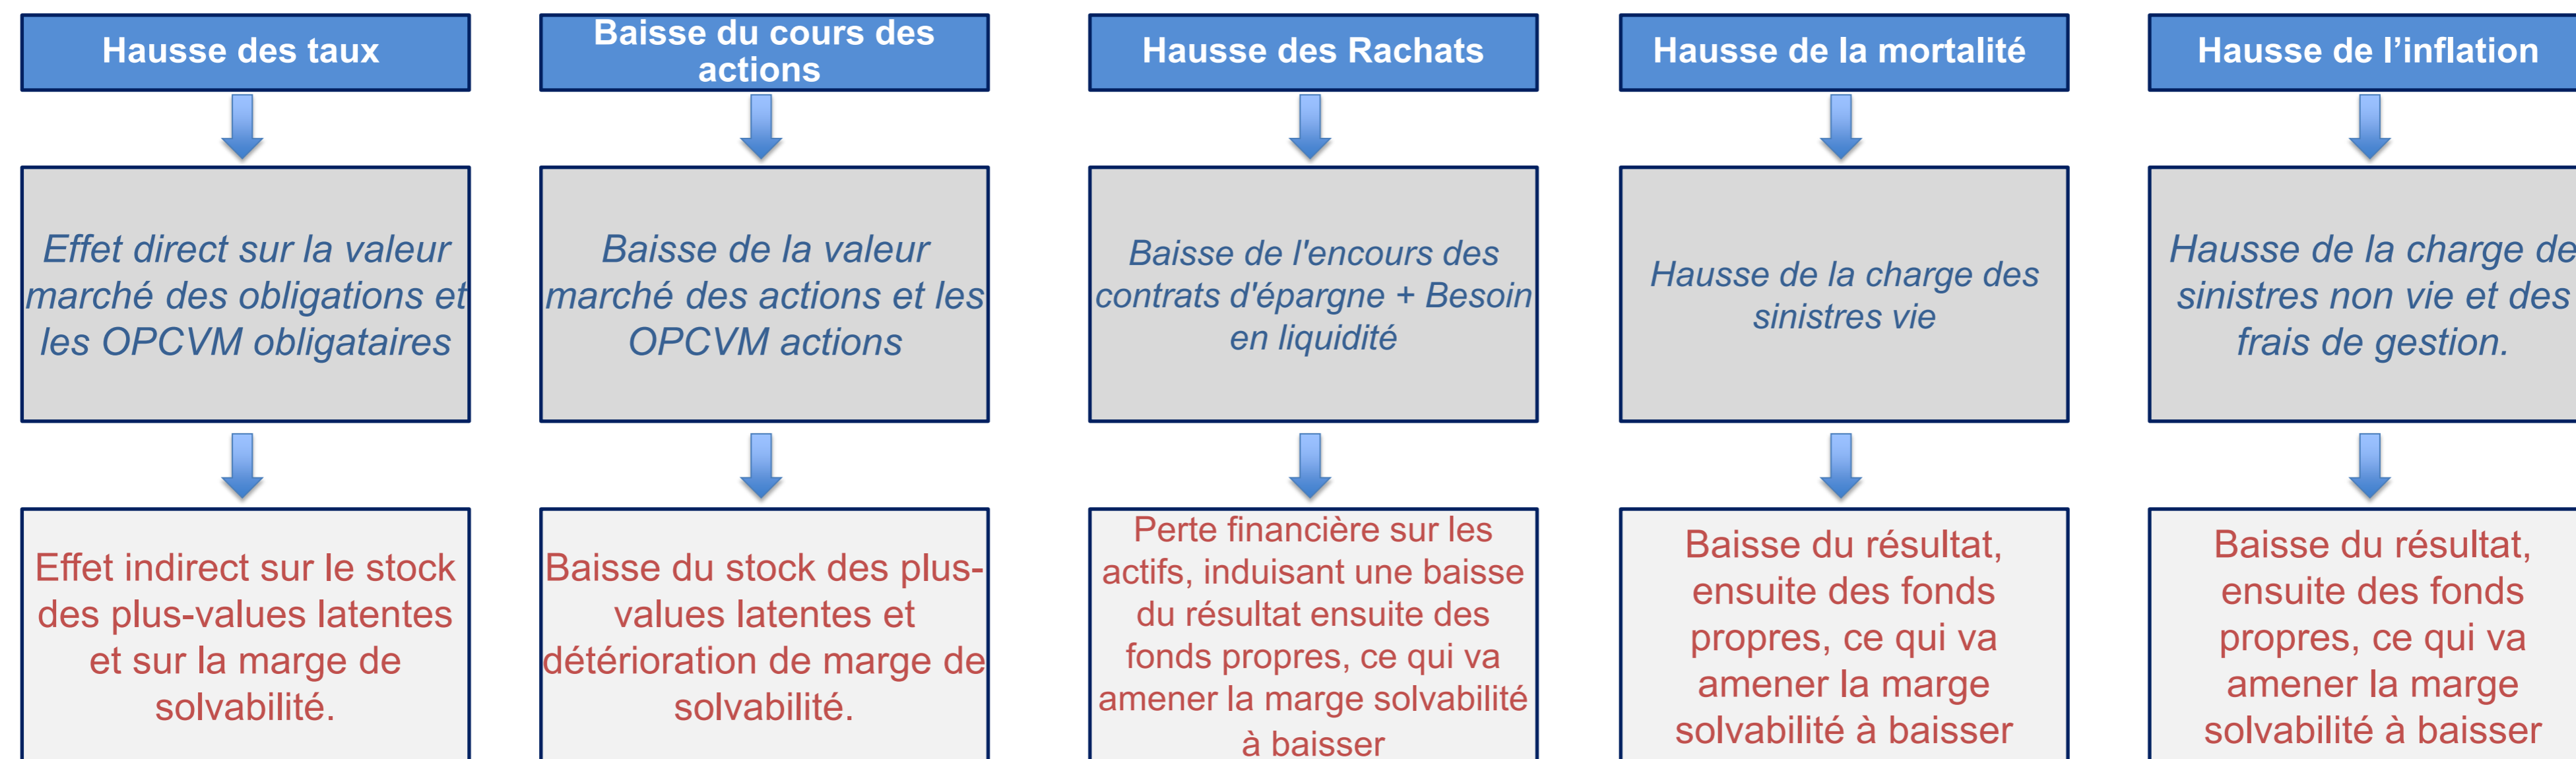 Hausse des taux
Baisse du cours des
actions
Hausse des Rachats
Hausse de la mortalité
Hausse de l’inflation
Effet direct sur la valeur
marché des obligations et
les OPCVM obligataires
Baisse de la valeur
marché des actions et les
OPCVM actions
Baisse de l'encours des
contrats d'épargne + Besoin
en liquidité
Hausse de la charge des
sinistres vie
Hausse de la charge de
sinistres non vie et des
frais de gestion.
Effet indirect sur le stock
des plus-values latentes
et sur la marge de
solvabilité.
Baisse du stock des plus-
values latentes et
détérioration de marge de
solvabilité.
Perte financière sur les
actifs, induisant une baisse
du résultat ensuite des
fonds propres, ce qui va
amener la marge solvabilité
à baisser
Baisse du résultat,
ensuite des fonds
propres, ce qui va
amener la marge
solvabilité à baisser
Baisse du résultat,
ensuite des fonds
propres, ce qui va
amener la marge
solvabilité à baisser